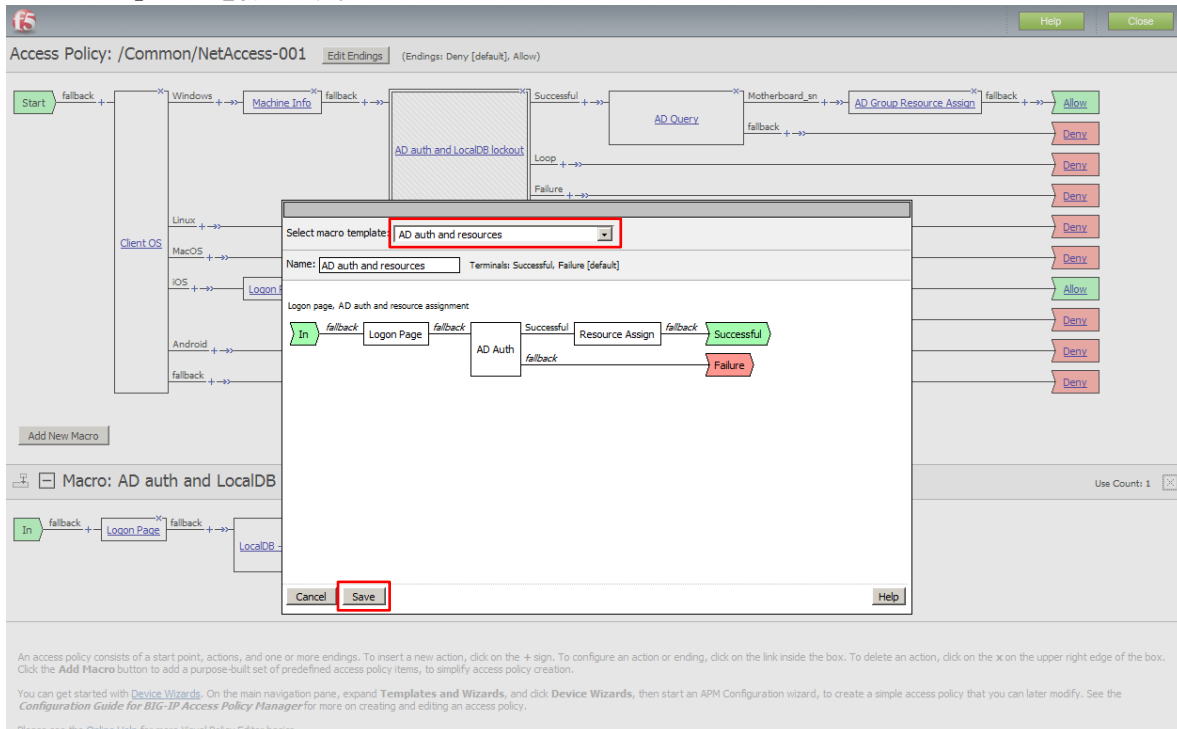 f5
Help Close
Access Policy: /Common/NetAccess-001 Edit Endings (Endings: Deny [default], Allow)
Start fallback + Windows + Machine Info fallback + Successful + Motherboard_sn + AD Group Resource Assign fallback + Allow
AD Query
fallback + Deny
AD auth and LocalDB lockout
Loop + Deny
Failure + Deny
Linux + Deny
Client OS
MacOS + Deny
iOS + Logon Allow
Deny
Android + Deny
fallback + Deny
Select macro template: AD auth and resources
Name: AD auth and resources Terminals: Successful, Failure [default]
Logon page, AD auth and resource assignment
In fallback Logon Page fallback AD Auth Successful Resource Assign fallback Successful
fallback Failure
Cancel Save Help
Add New Macro
Macro: AD auth and LocalDB Use Count: 1
In fallback + Logon Page fallback + LocalDB -
An access policy consists of a start point, actions, and one or more endings. To insert a new action, click on the + sign. To configure an action or ending, click on the link inside the box. To delete an action, click on the x on the upper right edge of the box.
Click the Add Macro button to add a purpose-built set of predefined access policy items, to simplify access policy creation.
You can get started with Device Wizards. On the main navigation pane, expand Templates and Wizards, and click Device Wizards, then start an APM Configuration wizard, to create a simple access policy that you can later modify. See the
Configuration Guide for BIG-IP Access Policy Manager for more on creating and editing an access policy.